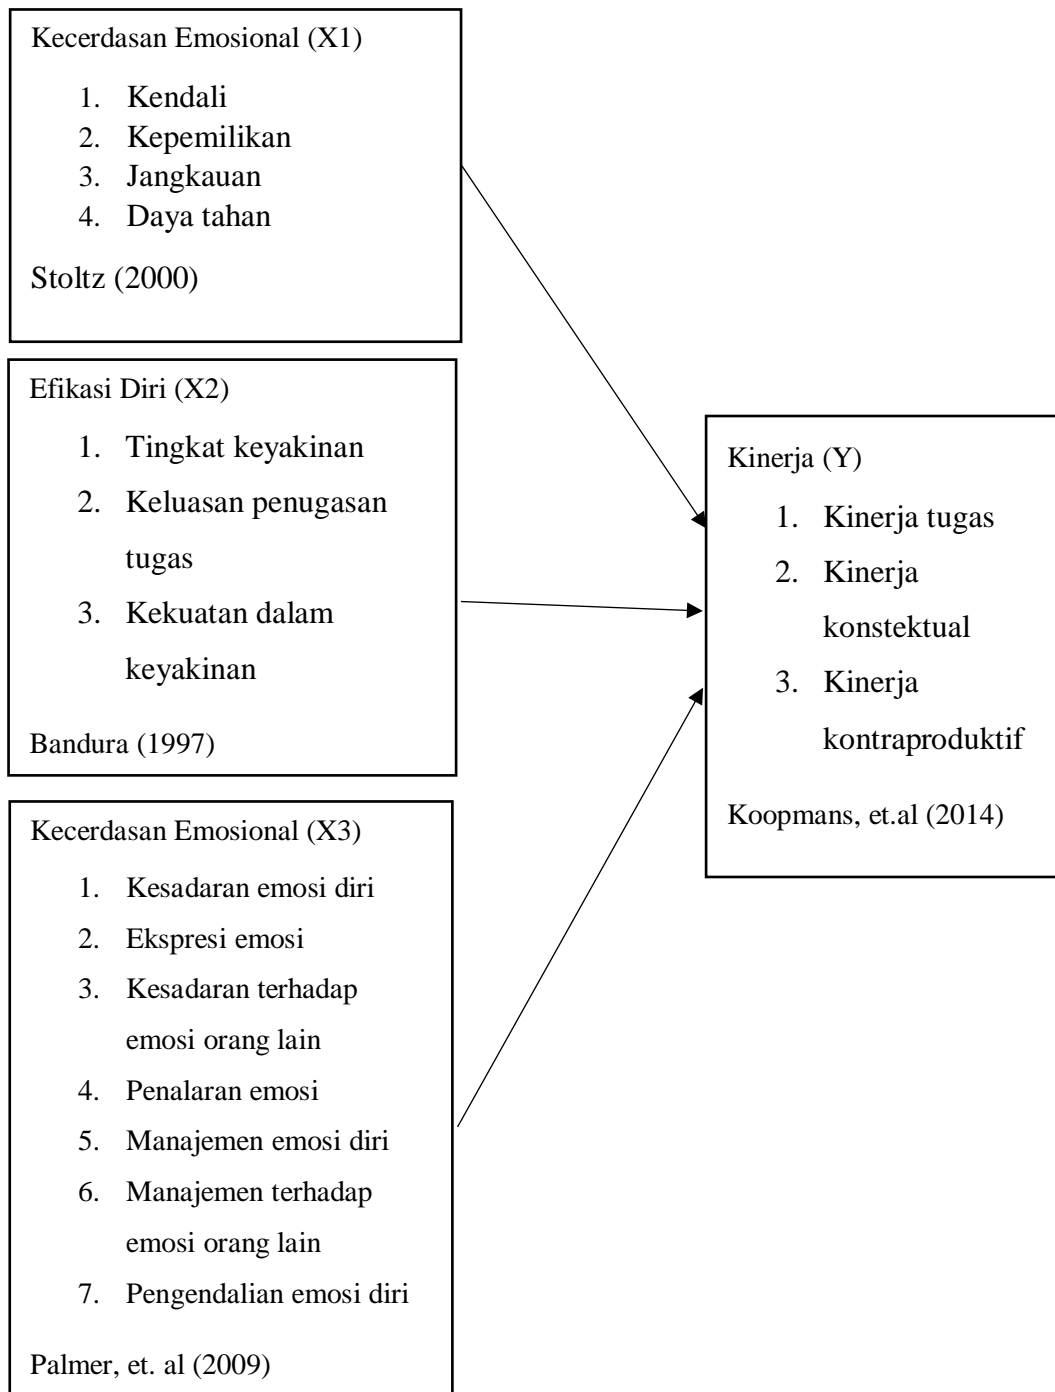 Kecerdasan Emosional (X1)
1. Kendali
2. Kepemilikan
3. Jangkauan
4. Daya tahan
Stoltz (2000)
Efikasi Diri (X2)
1. Tingkat keyakinan
2. Keluasan penugasan
tugas
3. Kekuatan dalam
keyakinan
Bandura (1997)
Kecerdasan Emosional (X3)
1. Kesadaran emosi diri
2. Ekspresi emosi
3. Kesadaran terhadap
emosi orang lain
4. Penalaran emosi
5. Manajemen emosi diri
6. Manajemen terhadap
emosi orang lain
7. Pengendalian emosi diri
Palmer, et. al (2009)
Kinerja (Y)
1. Kinerja tugas
2. Kinerja
konstektual
3. Kinerja
kontraproduktif
Koopmans, et.al (2014)